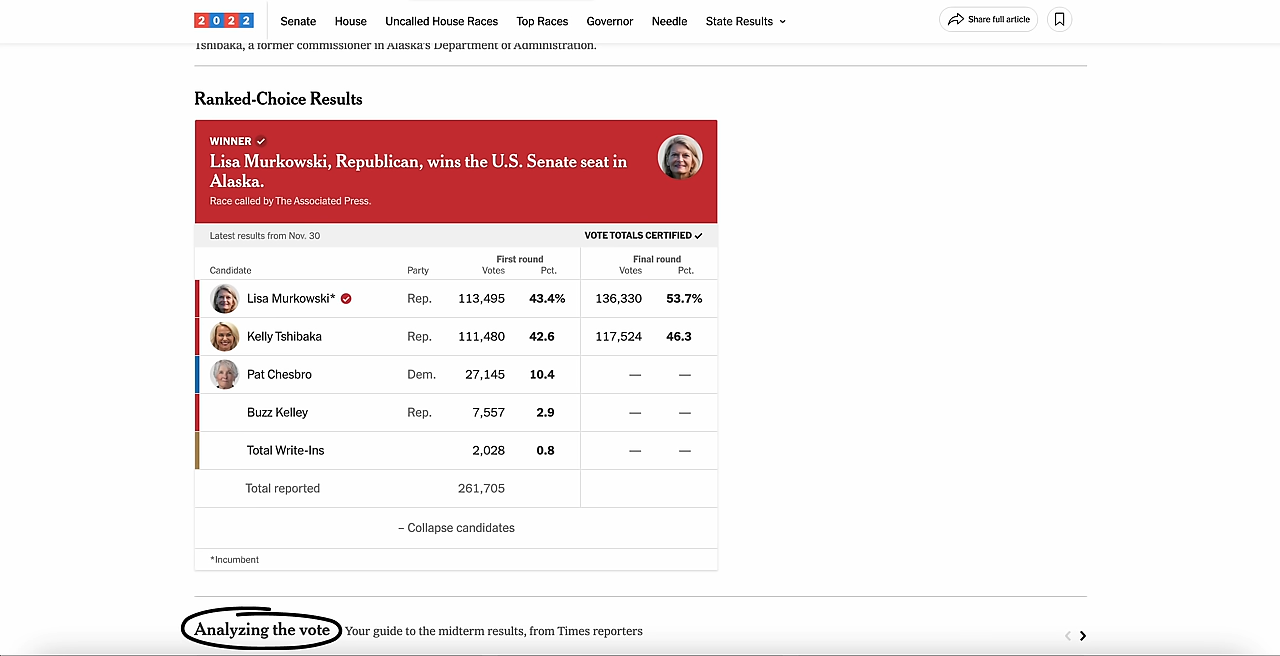 2022 Senate House Uncalled House Races Top Races Governor Needle State Results Share full article
Tshibaka, a former commissioner in Alaska's Department of Administration.
Ranked-Choice Results
WINNER
Lisa Murkowski, Republican, wins the U.S. Senate seat in
Alaska.
Race called by The Associated Press.
Latest results from Nov. 30 VOTE TOTALS CERTIFIED
First round Final round
Candidate Party Votes Pct. Votes Pct.
Lisa Murkowski* Rep. 113,495 43.4% 136,330 53.7%
Kelly Tshibaka Rep. 111,480 42.6 117,524 46.3
Pat Chesbro Dem. 27,145 10.4 — —
Buzz Kelley Rep. 7,557 2.9 — —
Total Write-Ins 2,028 0.8 — —
Total reported 261,705
– Collapse candidates
*Incumbent
Analyzing the vote Your guide to the midterm results, from Times reporters